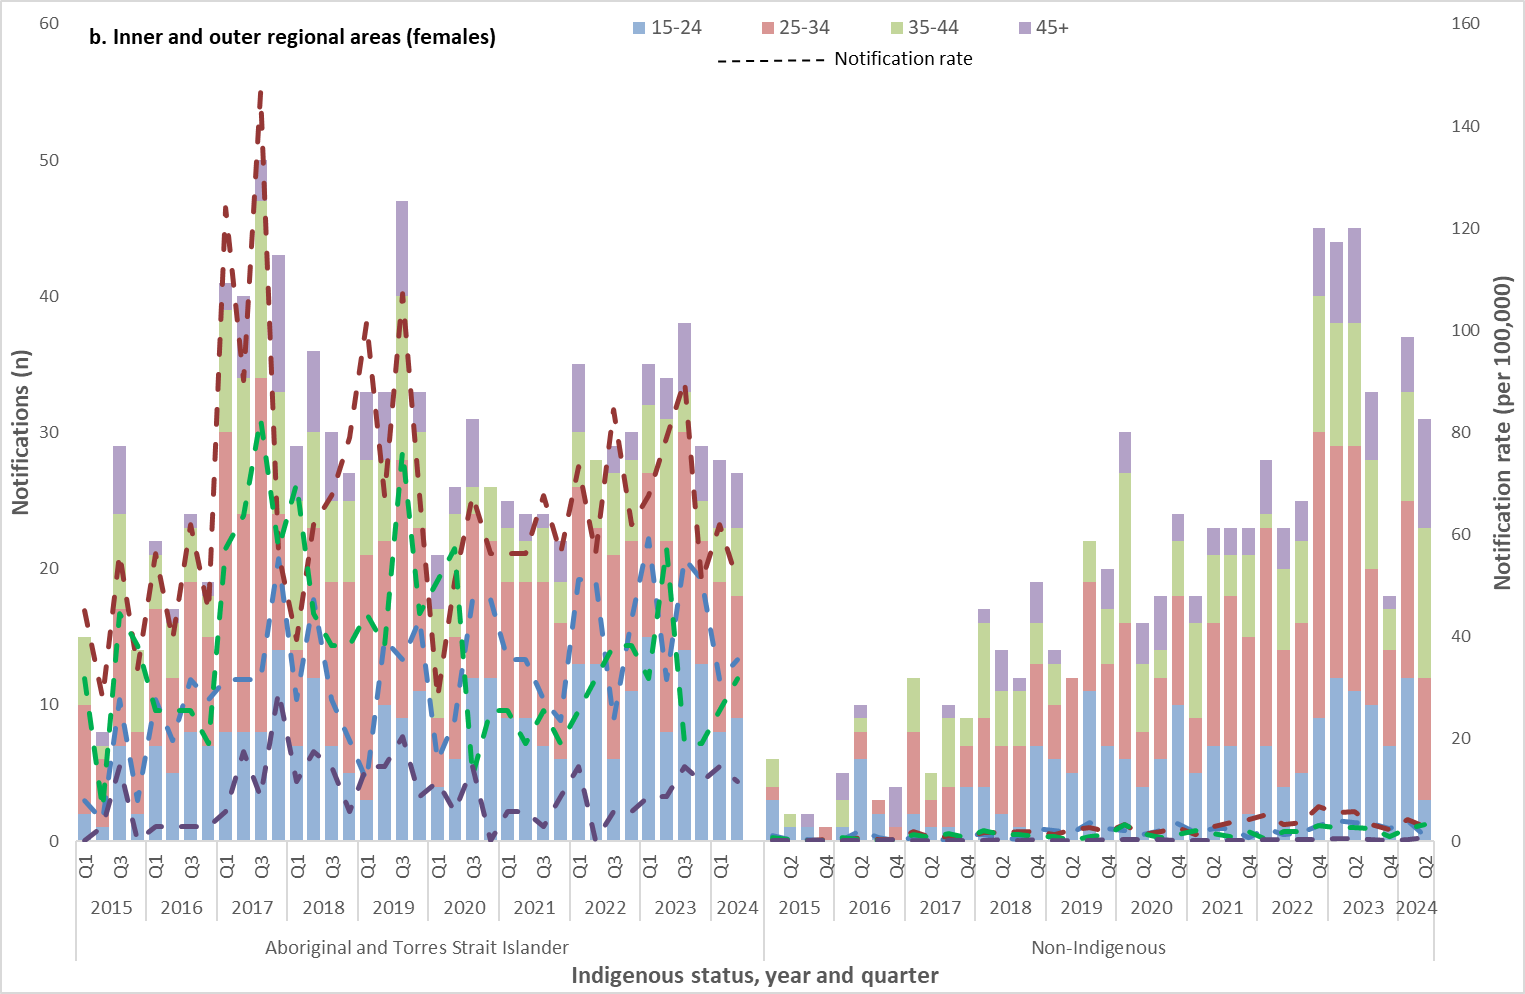 60
160
15-24
25-34
35-44
45+
b. Inner and outer regional areas (females)
Notification rate
140
50
120
40
100
30
80
20
60
10
40
20
0
0
Notifications (n)
Notification rate (per 100,000)
Q1 Q3 Q1 Q3 Q1 Q3 Q1 Q3 Q1 Q3 Q1 Q3 Q1 Q3 Q1 Q3 Q1 Q3 Q1 Q2 Q4 Q2 Q4 Q2 Q4 Q2 Q4 Q2 Q4 Q2 Q4 Q2 Q4 Q2 Q4 Q2 Q4 Q2
2015 2016 2017 2018 2019 2020 2021 2022 2023 2024 2015 2016 2017 2018 2019 2020 2021 2022 2023 2024
Aboriginal and Torres Strait Islander Non-Indigenous
Indigenous status, year and quarter